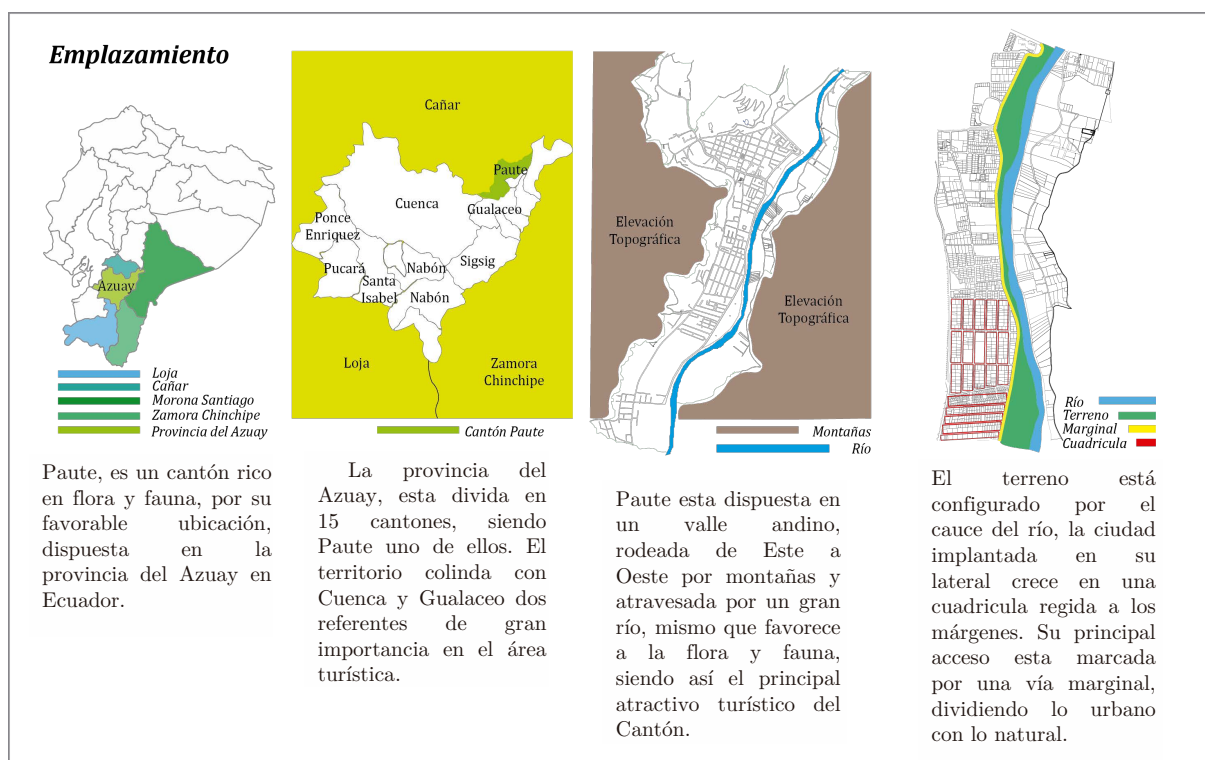 Emplazamiento
Azuay
Loja
Cañar
Morona Santiago
Zamora Chinchipe
Provincia del Azuay
Paute, es un cantón rico
en flora y fauna, por su
favorable ubicación,
dispuesta en la
provincia del Azuay en
Ecuador.
Cañar
Paute
Cuenca
Gualaceo
Ponce
Enriquez
Sigsig
Pucará
Nabón
Santa
Isabel
Nabón
Loja
Zamora
Chinchipe
Cantón Paute
La provincia del
Azuay, esta divida en
15 cantones, siendo
Paute uno de ellos. El
territorio colinda con
Cuenca y Gualaceo dos
referentes de gran
importancia en el área
turística.
Elevación
Topográfica
Elevación
Topográfica
Montañas
Río
Paute esta dispuesta en
un valle andino,
rodeada de Este a
Oeste por montañas y
atravesada por un gran
río, mismo que favorece
a la flora y fauna,
siendo así el principal
atractivo turístico del
Cantón.
Río
Terreno
Marginal
Cuadricula
El terreno está
configurado por el
cauce del río, la ciudad
implantada en su
lateral crece en una
cuadricula regida a los
márgenes. Su principal
acceso esta marcada
por una vía marginal,
dividiendo lo urbano
con lo natural.